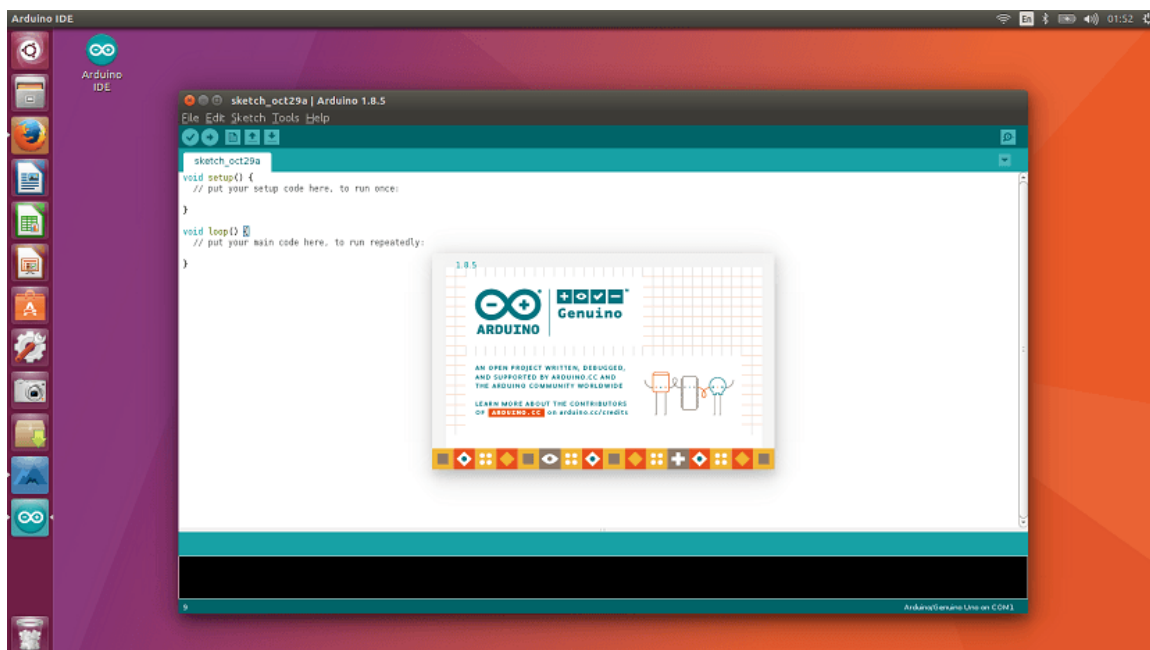 Arduino IDE
En
01:52
Arduino
IDE
sketch_oct29a | Arduino 1.8.5
File Edit Sketch Tools Help
sketch_oct29a
void setup() {
// put your setup code here, to run once:
}
void loop() {
// put your main code here, to run repeatedly:
}
1.8.5
ARDUINO
Genuino
AN OPEN PROJECT WRITTEN, DEBUGGED,
AND SUPPORTED BY ARDUINO.CC AND
THE ARDUINO COMMUNITY WORLDWIDE
LEARN MORE ABOUT THE CONTRIBUTORS
OF ARDUINO.CC on arduino.cc/credits
9
Arduino/Genuino Uno on COM1